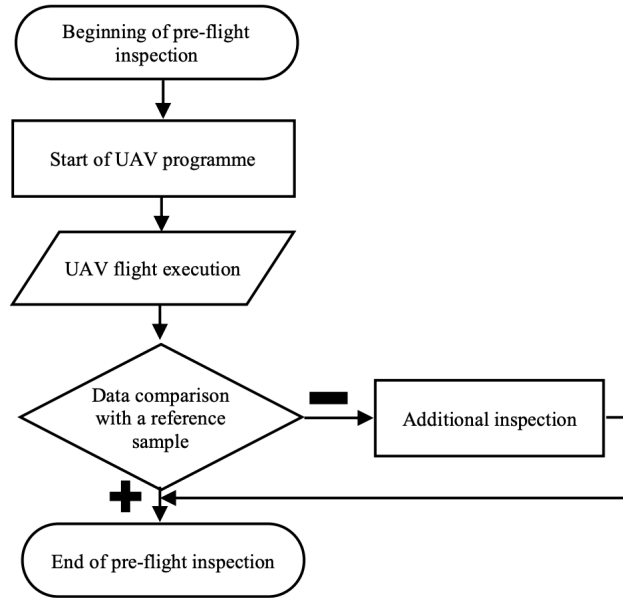 Beginning of pre-flight
inspection
Start of UAV programme
UAV flight execution
Data comparison
with a reference
sample
Additional inspection
End of pre-flight inspection